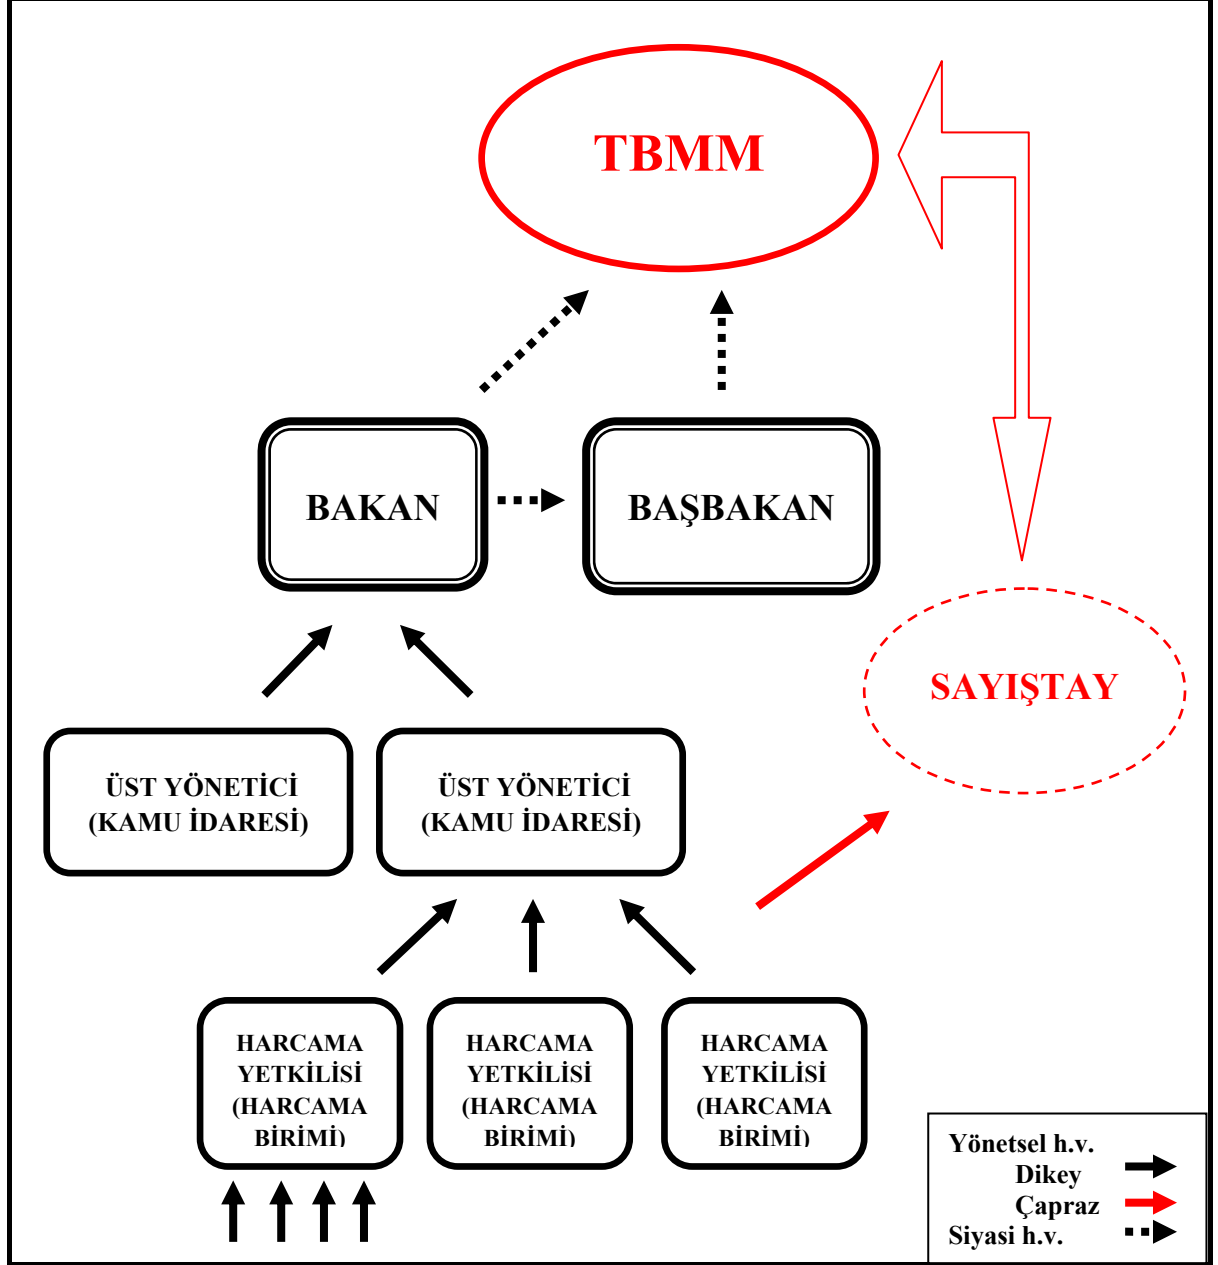 TBMM
BAKAN
BAŞBAKAN
SAYIŞTAY
ÜST YÖNETİCİ
(KAMU İDARESİ)
ÜST YÖNETİCİ
(KAMU İDARESİ)
HARCAMA
YETKİLİSİ
(HARCAMA
BİRİMİ)
HARCAMA
YETKİLİSİ
(HARCAMA
BİRİMİ)
HARCAMA
YETKİLİSİ
(HARCAMA
BİRİMİ)
Yönetsel h.v.
Dikey
Çapraz
Siyasi h.v.